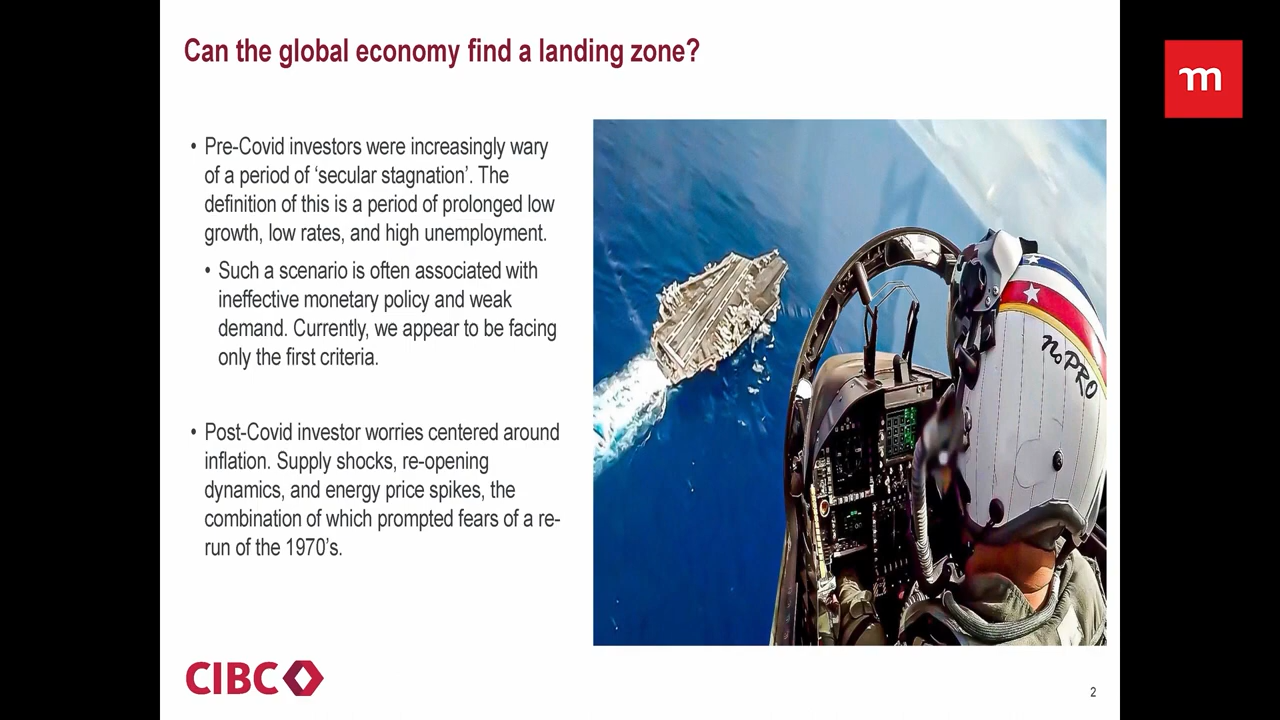 Can the global economy find a landing zone?
• Pre-Covid investors were increasingly wary
of a period of ‘secular stagnation’. The
definition of this is a period of prolonged low
growth, low rates, and high unemployment.
• Such a scenario is often associated with
ineffective monetary policy and weak
demand. Currently, we appear to be facing
only the first criteria.
• Post-Covid investor worries centered around
inflation. Supply shocks, re-opening
dynamics, and energy price spikes, the
combination of which prompted fears of a re-
run of the 1970’s.
noPRO
CIBC
2
m